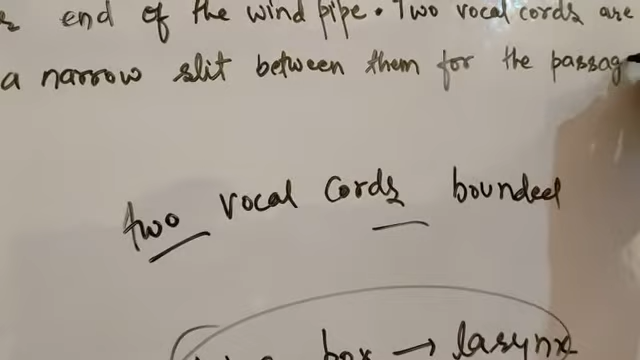 end of the wind pipe. Two vocal cords are
a narrow slit between them for the passag
two vocal cords bounded
box → larynx